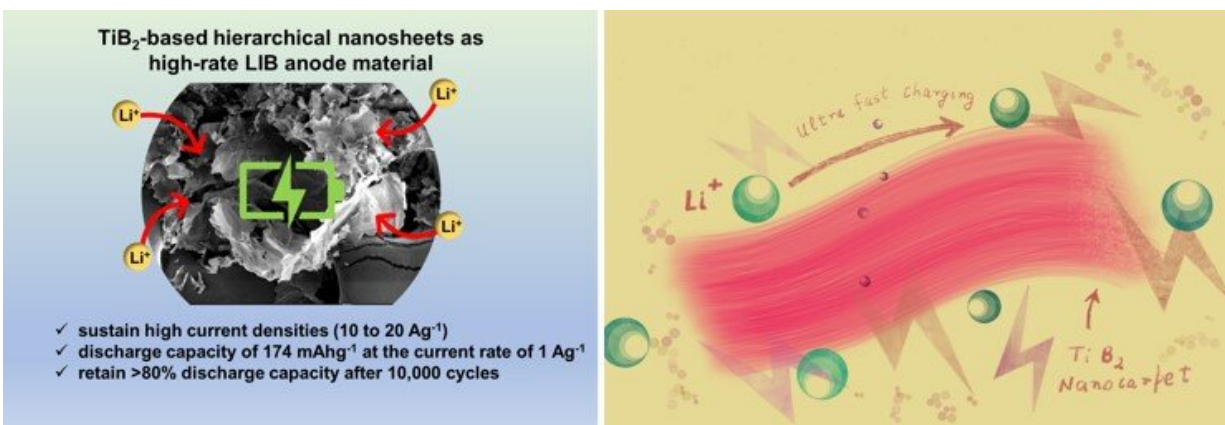 TiB₂-based hierarchical nanosheets as
high-rate LIB anode material
Li⁺
Li⁺
Li⁺
Li⁺
✓ sustain high current densities (10 to 20 Ag⁻¹)
✓ discharge capacity of 174 mAhg⁻¹ at the current rate of 1 Ag⁻¹
✓ retain >80% discharge capacity after 10,000 cycles
Ultra fast charging
Li⁺
TiB₂
Nanocarpet